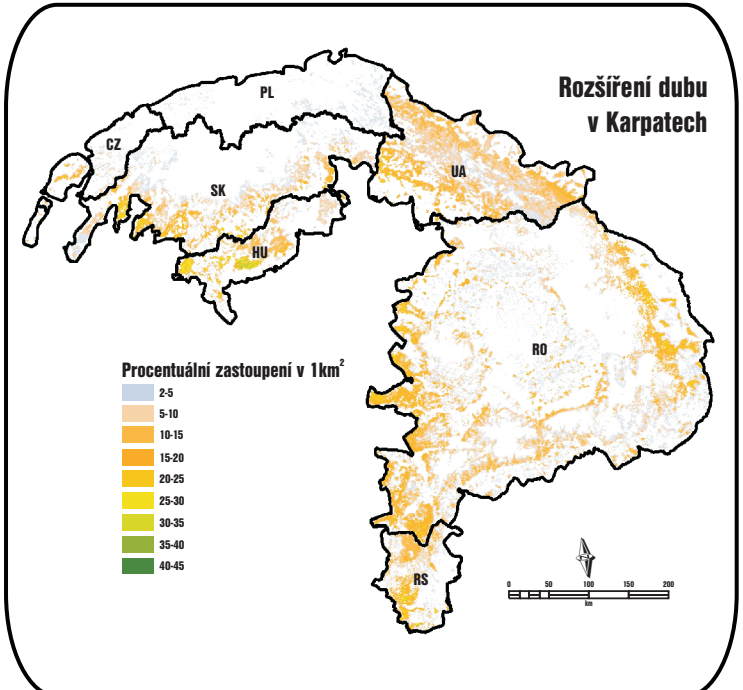 Rozšíření dubu
v Karpatech
PL
CZ
SK
UA
HU
RO
RS
Procentuální zastoupení v 1km²
2-5
5-10
10-15
15-20
20-25
25-30
30-35
35-40
40-45
0 50 100 150 200
km